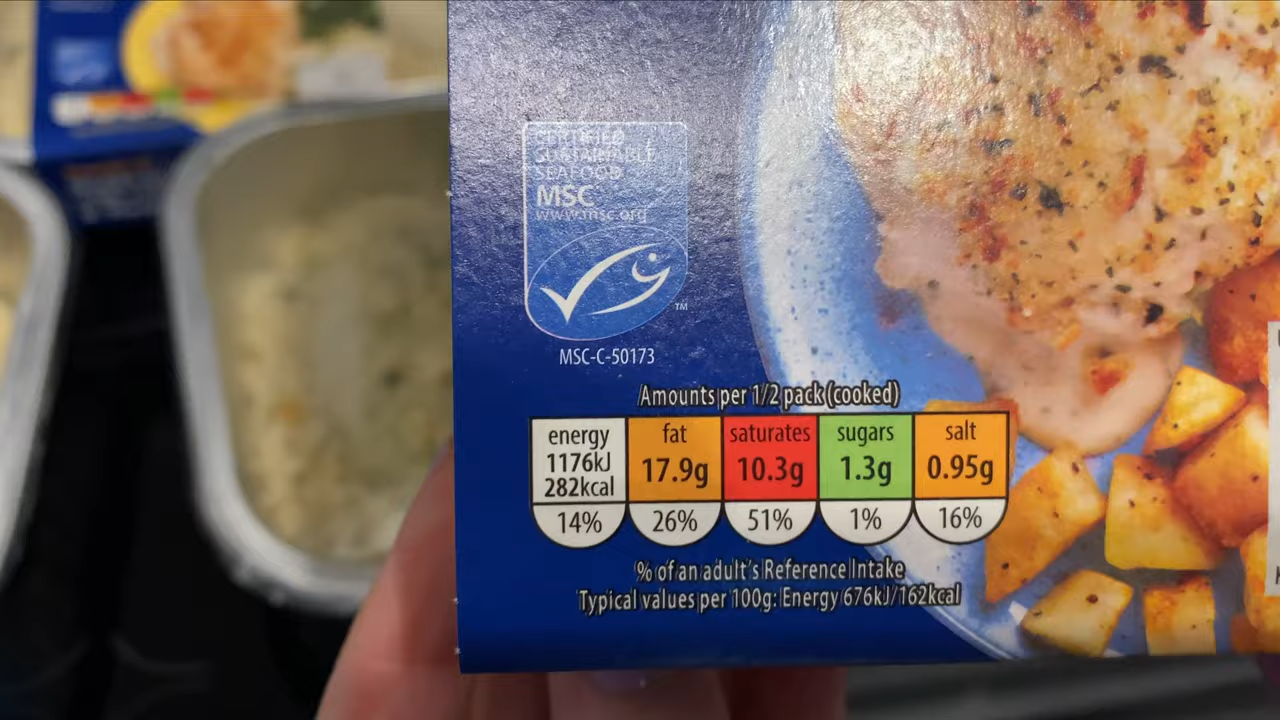 CERTIFIED
SUSTAINABLE
SEAFOOD
MSC
www.msc.org
TM
MSC-C-50173
Amounts per 1/2 pack (cooked)
energy 1176kJ 282kcal 14%
fat 17.9g 26%
saturates 10.3g 51%
sugars 1.3g 1%
salt 0.95g 16%
% of an adult's Reference Intake
Typical values per 100g: Energy 676kJ/162kcal